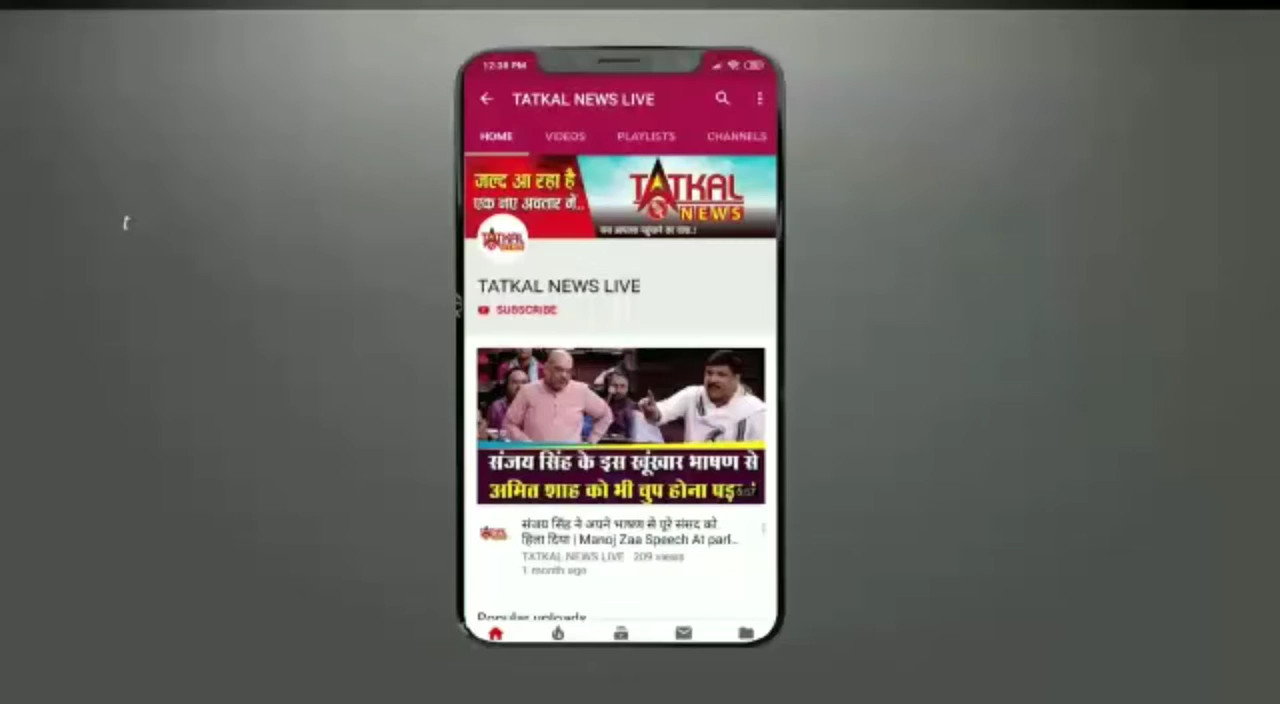 12:38 PM
TATKAL NEWS LIVE
HOME VIDEOS PLAYLISTS CHANNELS
जल्द आ रहा है
एक नए अवतार में..
TATKAL
NEWS
TATKAL
t
TATKAL NEWS LIVE
SUBSCRIBE
संजय सिंह के इस खूंखार भाषण से
अमित शाह को भी चुप होना पड़
संजय सिंह ने अपने भाषण से पूरे संसद को
हिला दिया | Manoj Zaa Speech At parl..
TATKAL NEWS LIVE 209 views
1 month ago
Popular uploads